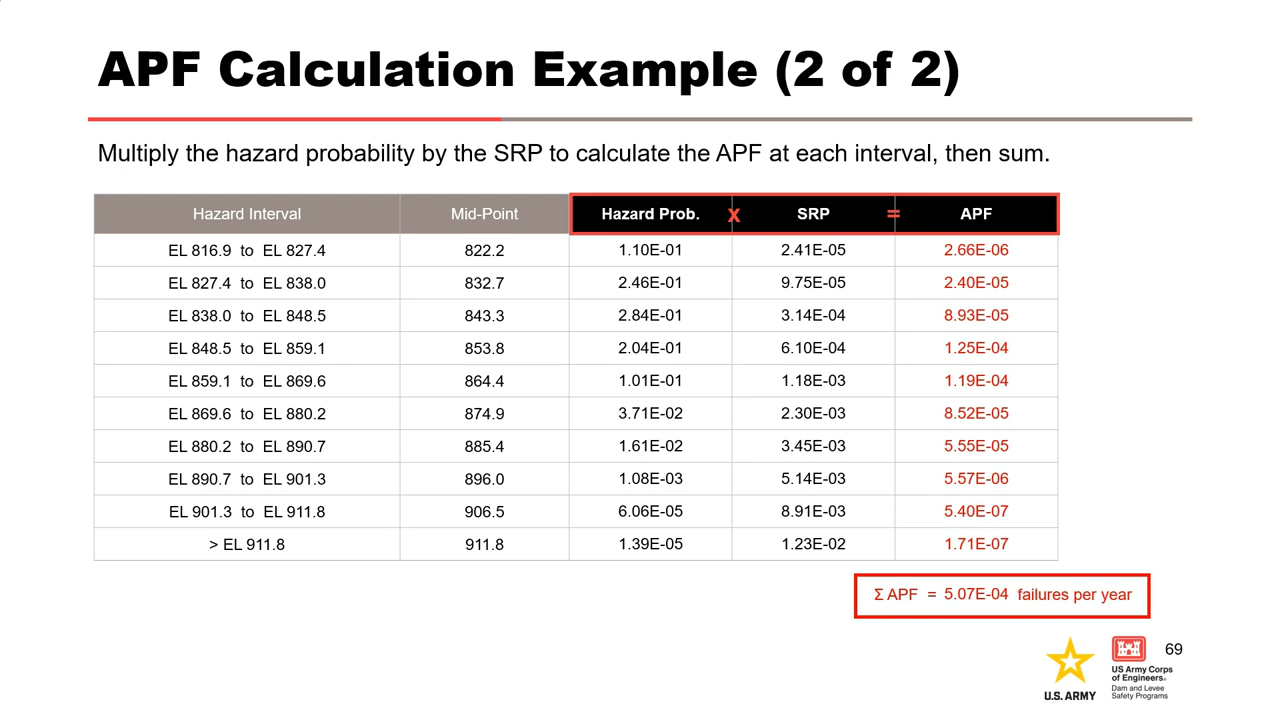 APF Calculation Example (2 of 2)
Multiply the hazard probability by the SRP to calculate the APF at each interval, then sum.
Hazard Interval Mid-Point Hazard Prob. x SRP = APF
EL 816.9 to EL 827.4 822.2 1.10E-01 2.41E-05 2.66E-06
EL 827.4 to EL 838.0 832.7 2.46E-01 9.75E-05 2.40E-05
EL 838.0 to EL 848.5 843.3 2.84E-01 3.14E-04 8.93E-05
EL 848.5 to EL 859.1 853.8 2.04E-01 6.10E-04 1.25E-04
EL 859.1 to EL 869.6 864.4 1.01E-01 1.18E-03 1.19E-04
EL 869.6 to EL 880.2 874.9 3.71E-02 2.30E-03 8.52E-05
EL 880.2 to EL 890.7 885.4 1.61E-02 3.45E-03 5.55E-05
EL 890.7 to EL 901.3 896.0 1.08E-03 5.14E-03 5.57E-06
EL 901.3 to EL 911.8 906.5 6.06E-05 8.91E-03 5.40E-07
> EL 911.8 911.8 1.39E-05 1.23E-02 1.71E-07
Σ APF = 5.07E-04 failures per year
69
U.S. ARMY
US Army Corps
of Engineers®
Dam and Levee
Safety Programs